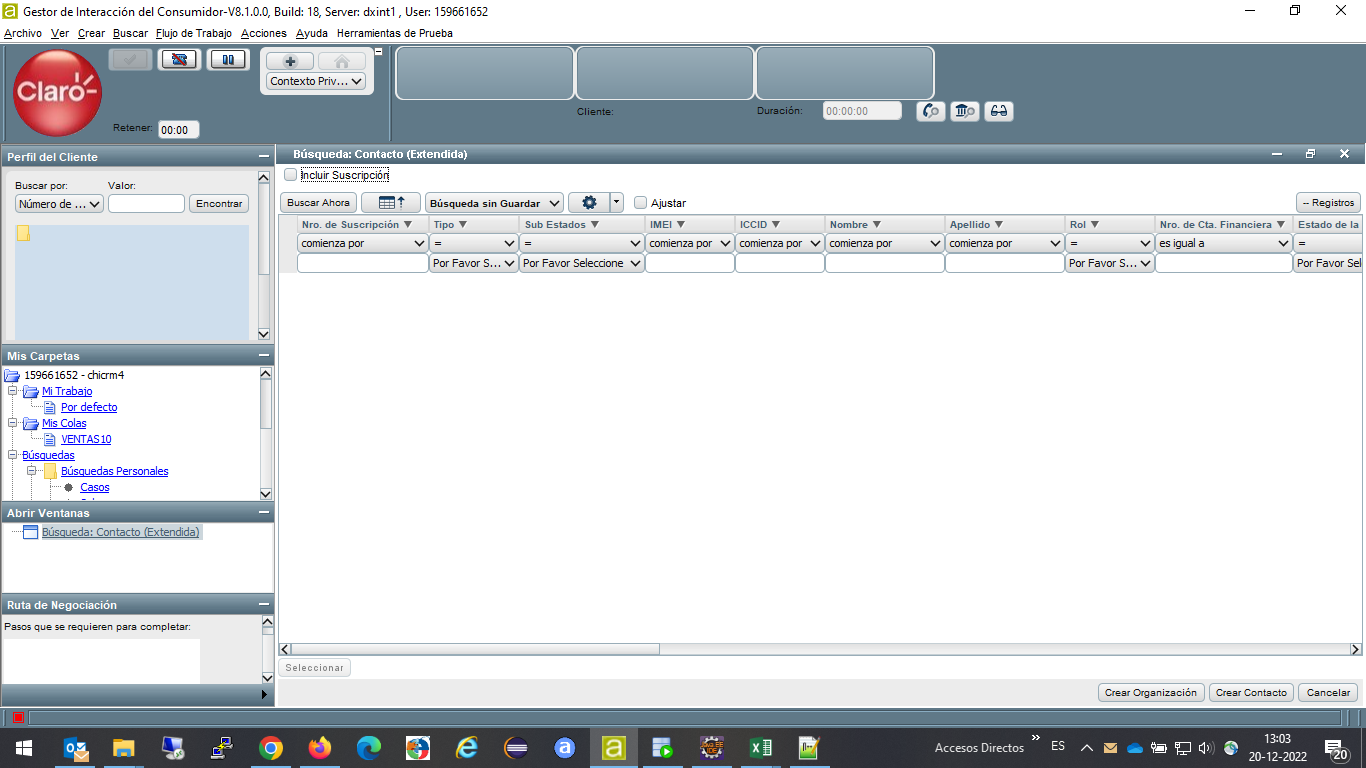 Gestor de Interacción del Consumidor-V8.1.0.0, Build: 18, Server: dxint1 , User: 159661652
Archivo Ver Crear Buscar Flujo de Trabajo Acciones Ayuda Herramientas de Prueba
Claro
Contexto Priv...
Retener: 00:00
Cliente:
Duración: 00:00:00
Perfil del Cliente
Buscar por: Valor:
Número de ... Encontrar
Mis Carpetas
159661652 - chicrm4
Mi Trabajo
Por defecto
Mis Colas
VENTAS10
Búsquedas
Búsquedas Personales
Casos
Abrir Ventanas
Búsqueda: Contacto (Extendida)
Ruta de Negociación
Pasos que se requieren para completar:
Búsqueda: Contacto (Extendida)
Incluir Suscripción
Buscar Ahora Búsqueda sin Guardar Ajustar -- Registros
Nro. de Suscripción Tipo Sub Estados IMEI ICCID Nombre Apellido Rol Nro. de Cta. Financiera Estado de la
comienza por = = comienza por comienza por comienza por comienza por = es igual a =
Por Favor S... Por Favor Seleccione Por Favor S... Por Favor Sel
Seleccionar
Crear Organización Crear Contacto Cancelar
Accesos Directos » ES 13:03
20-12-2022 20